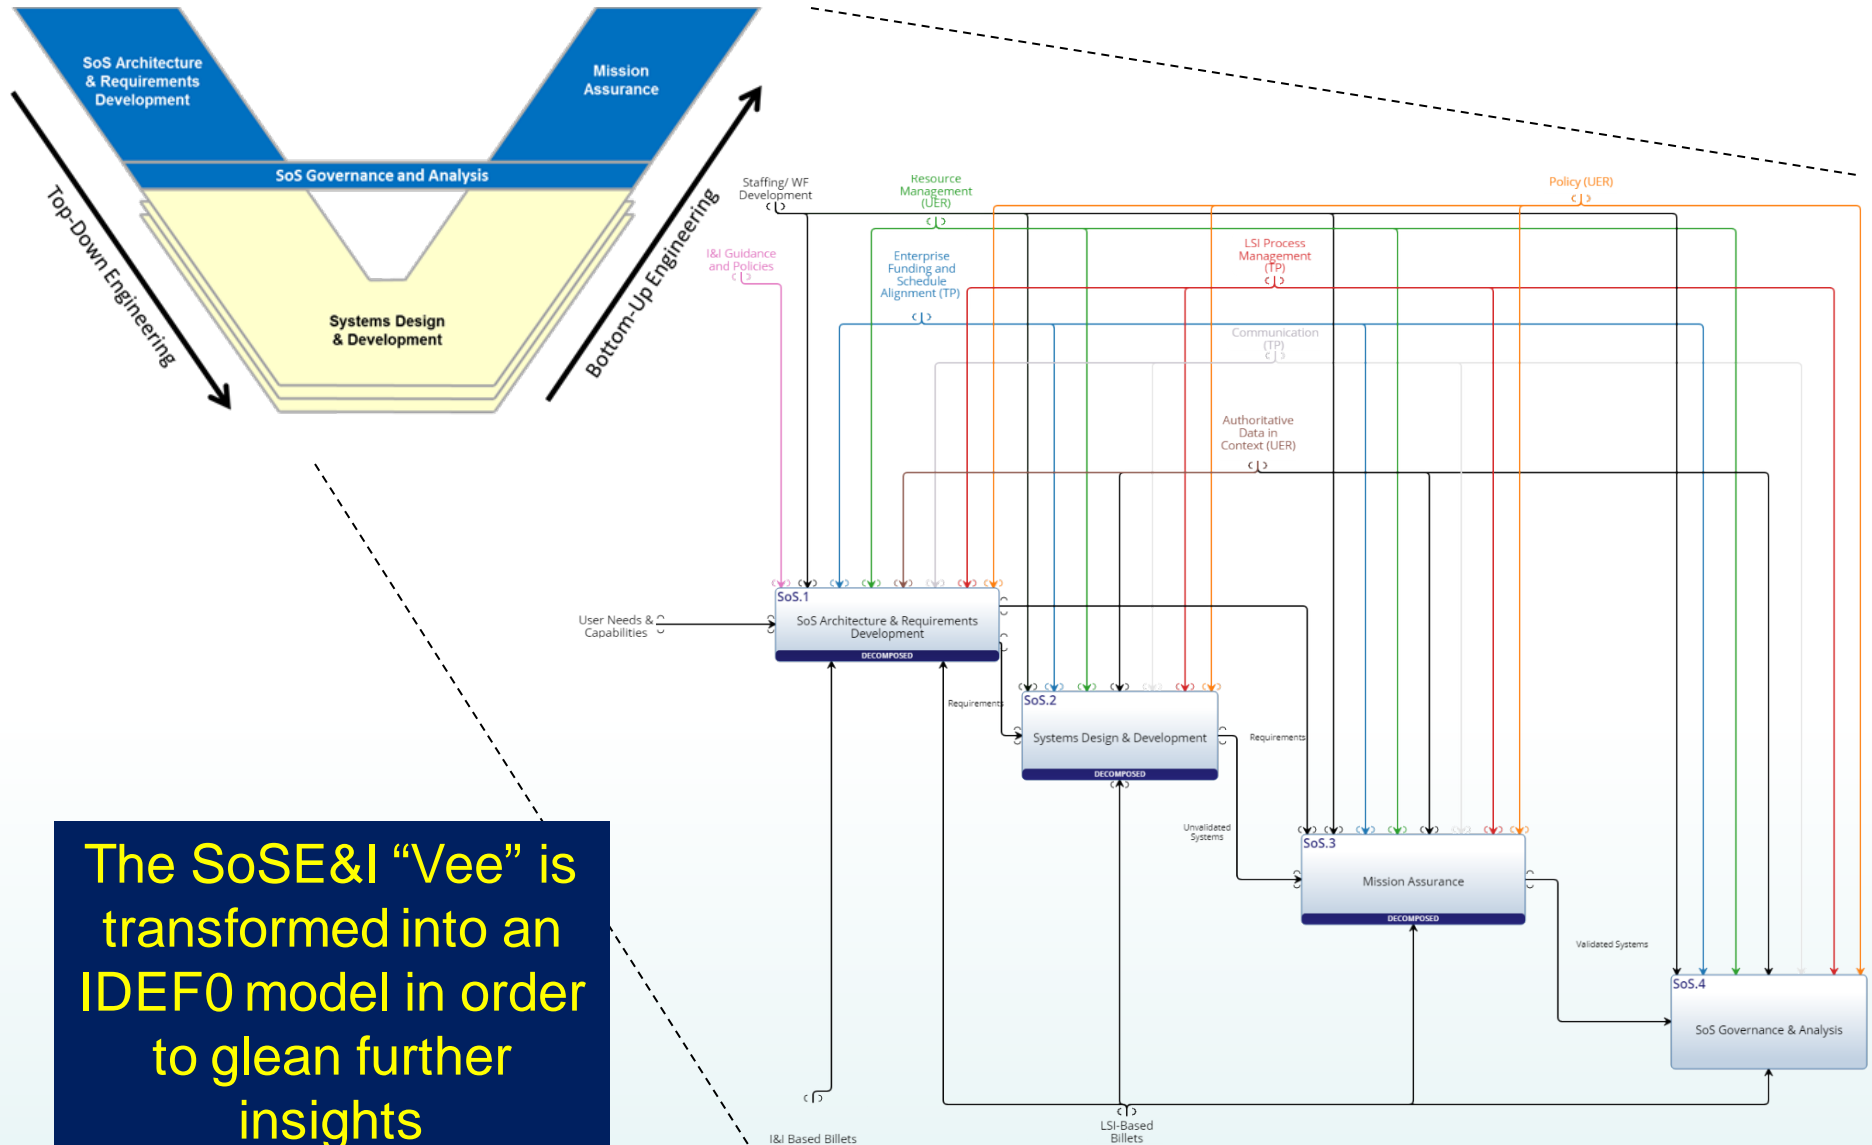 SoS Architecture
& Requirements
Development
Mission
Assurance
SoS Governance and Analysis
Top-Down Engineering
Bottom-Up Engineering
Systems Design
& Development
Staffing/ WF
Development
Resource
Management
(UER)
Policy (UER)
I&I Guidance
and Policies
Enterprise
Funding and
Schedule
Alignment (TP)
LSI Process
Management
(TP)
Communication
(TP)
Authoritative
Data in
Context (UER)
User Needs &
Capabilities
SoS.1
SoS Architecture & Requirements
Development
DECOMPOSED
Requirements
SoS.2
Systems Design & Development
DECOMPOSED
Requirements
Unvalidated
Systems
SoS.3
Mission Assurance
DECOMPOSED
Validated Systems
SoS.4
SoS Governance & Analysis
I&I Based Billets
LSI-Based
Billets
The SoSE&I “Vee” is
transformed into an
IDEF0 model in order
to glean further
insights